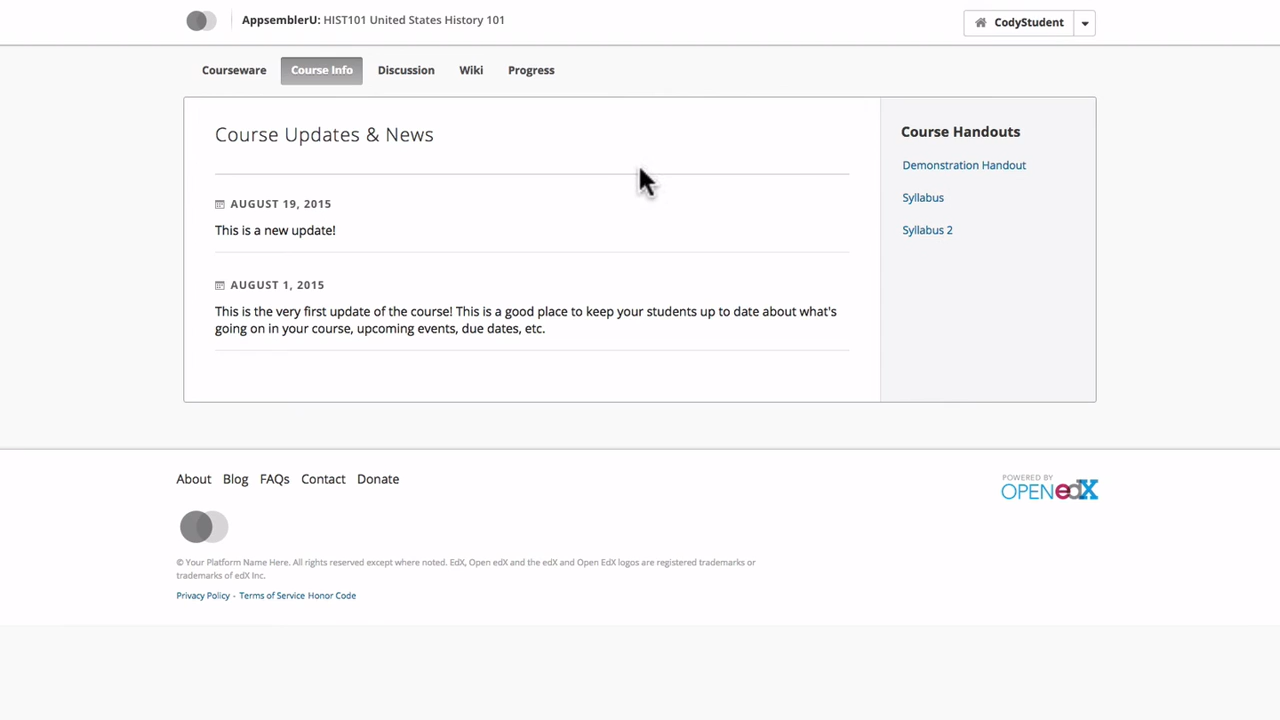 AppsemblerU: HIST101 United States History 101
CodyStudent
Courseware
Course Info
Discussion
Wiki
Progress
Course Updates & News
AUGUST 19, 2015
This is a new update!
AUGUST 1, 2015
This is the very first update of the course! This is a good place to keep your students up to date about what's
going on in your course, upcoming events, due dates, etc.
Course Handouts
Demonstration Handout
Syllabus
Syllabus 2
About
Blog
FAQs
Contact
Donate
POWERED BY
OPEN edX
© Your Platform Name Here. All rights reserved except where noted. EdX, Open edX and the edX and Open EdX logos are registered trademarks or
trademarks of edX Inc.
Privacy Policy - Terms of Service Honor Code